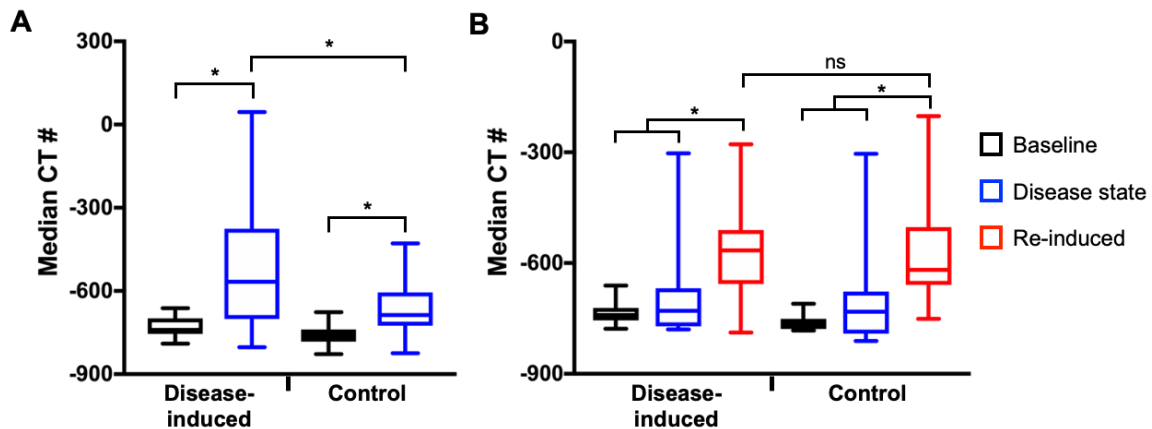 A
300
0
-300
-600
-900
Median CT #
*
*
*
Disease-
induced
Control
B
0
-300
-600
-900
Median CT #
ns
*
*
Disease-
induced
Control
Baseline
Disease state
Re-induced